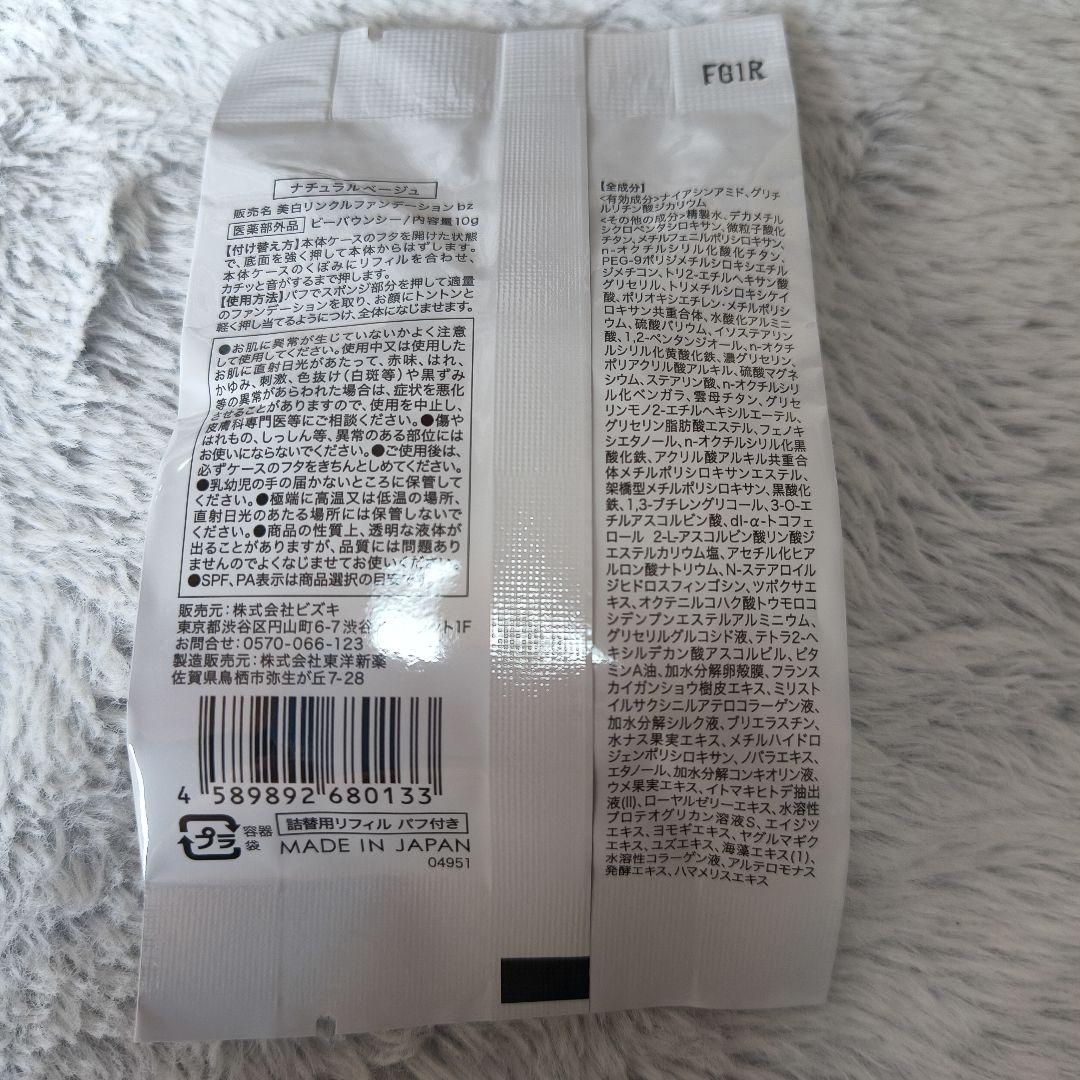 FG1R
ナチュラルベージュ
販売名 美白リンクルファンデーションbz
医薬部外品 ビーバウンシー/内容量10g
【付け替え方】本体ケースのフタを開けた状態
で、底面を強く押して本体からはずします。
本体ケースのくぼみにリフィルを合わせ、
カチッと音がするまで押します。
【使用方法】パフでスポンジ部分を押して適量
のファンデーションを取り、お顔にトントンと
軽く押し当てるようにつけ、全体になじませます。
●お肌に異常が生じていないかよく注意
して使用してください。使用中又は使用した
お肌に直射日光があたって、赤味、はれ、
かゆみ、刺激、色抜け(白斑等)や黒ずみ
等の異常があらわれた場合は、症状を悪化
させることがありますので、使用を中止し、
皮膚科専門医等にご相談ください。●傷や
はれもの、しっしん等、異常のある部位には
お使いにならないでください。●ご使用後は、
必ずケースのフタをきちんとしめてください。
●乳幼児の手の届かないところに保管して
ください。●極端に高温又は低温の場所、
直射日光のあたる場所には保管しないで
ください。●商品の性質上、透明な液体が
出ることがありますが、品質には問題あり
ませんのでよくなじませてお使いください
●SPF、PA表示は商品選択の目安
販売元:株式会社ビズキ
東京都渋谷区円山町6-7 渋谷 1F
お問合せ:0570-066-123
製造販売元:株式会社東洋新薬
佐賀県鳥栖市弥生が丘7-28
4 589892 680133
プラ 容器
袋
詰替用リフィル パフ付き
MADE IN JAPAN
04951
【全成分】
<有効成分>ナイアシンアミド、グリチ
ルリチン酸ジカリウム
<その他の成分>精製水、デカメチル
シクロペンタシロキサン、微粒子酸化
チタン、メチルフェニルポリシロキサン、
n-オクチルシリル化酸化チタン、
PEG-9ポリジメチルシロキシエチル
ジメチコン、トリ2-エチルヘキサン酸
グリセリル、トリメチルシロキシケイ
酸、ポリオキシエチレン・メチルポリシ
ロキサン共重合体、水酸化アルミニ
ウム、硫酸バリウム、イソステアリン
酸、1,2-ペンタンジオール、n-オクチ
ルシリル化黄酸化鉄、濃グリセリン、
ポリアクリル酸アルキル、硫酸マグネ
シウム、ステアリン酸、n-オクチルシリ
ル化ベンガラ、雲母チタン、グリセ
リンモノ2-エチルヘキシルエーテル、
グリセリン脂肪酸エステル、フェノキ
シエタノール、n-オクチルシリル化黒
酸化鉄、アクリル酸アルキル共重合
体メチルポリシロキサンエステル、
架橋型メチルポリシロキサン、黒酸化
鉄、1,3-ブチレングリコール、3-O-エ
チルアスコルビン酸、dl-α-トコフェ
ロール 2-L-アスコルビン酸リン酸ジ
エステルカリウム塩、アセチル化ヒア
ルロン酸ナトリウム、N-ステアロイル
ジヒドロスフィンゴシン、ツボクサエ
キス、オクテニルコハク酸トウモロコ
シデンプンエステルアルミニウム、
グリセリルグルコシド液、テトラ2-ヘ
キシルデカン酸アスコルビル、ビタ
ミンA油、加水分解卵殻膜、フランス
カイガンショウ樹皮エキス、ミリスト
イルサクシニルアテロコラーゲン液、
加水分解シルク液、プリエラスチン、
水ナス果実エキス、メチルハイドロ
ジェンポリシロキサン、ノバラエキス、
エタノール、加水分解コンキオリン液、
ウメ果実エキス、イトマキヒトデ抽出
液(Ⅱ)、ローヤルゼリーエキス、水溶性
プロテオグリカン溶液S、エイジツ
エキス、ヨモギエキス、ヤグルマギク
エキス、ユズエキス、海藻エキス(1)、
水溶性コラーゲン液、アルテロモナス
発酵エキス、ハマメリスエキス